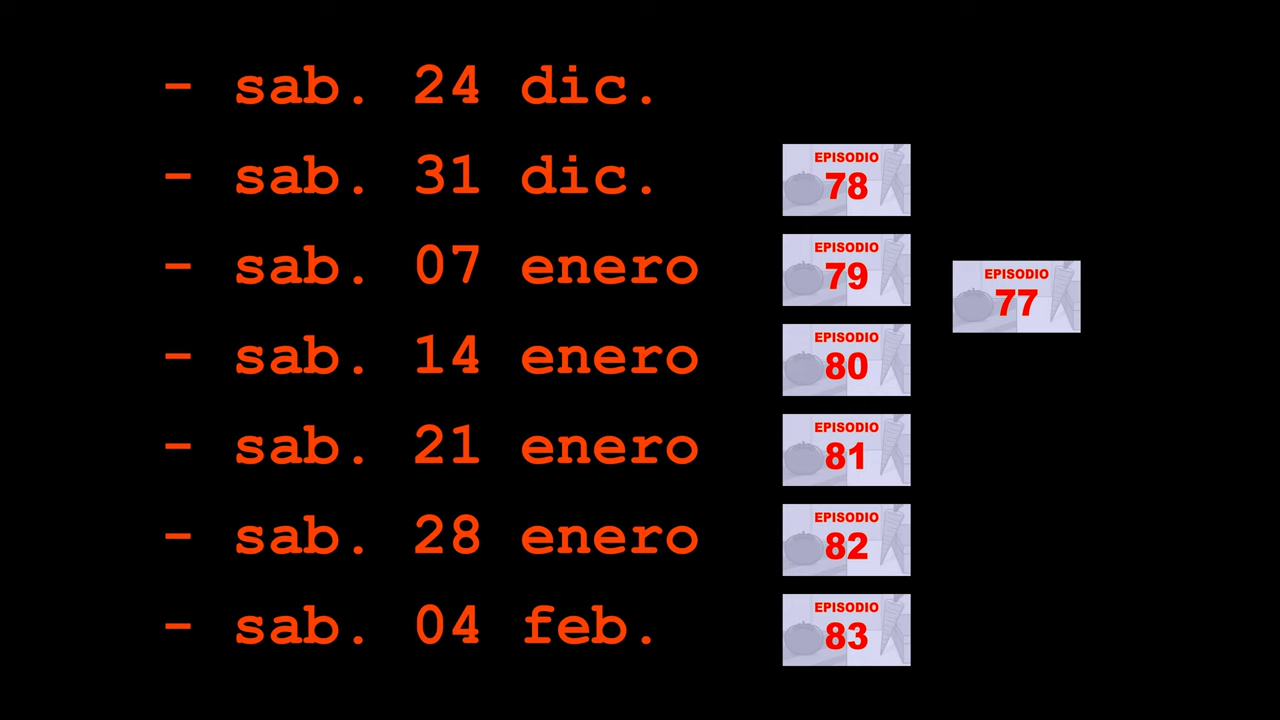 - sab. 24 dic.
- sab. 31 dic.
EPISODIO
78
- sab. 07 enero
EPISODIO
79
EPISODIO
77
- sab. 14 enero
EPISODIO
80
- sab. 21 enero
EPISODIO
81
- sab. 28 enero
EPISODIO
82
- sab. 04 feb.
EPISODIO
83